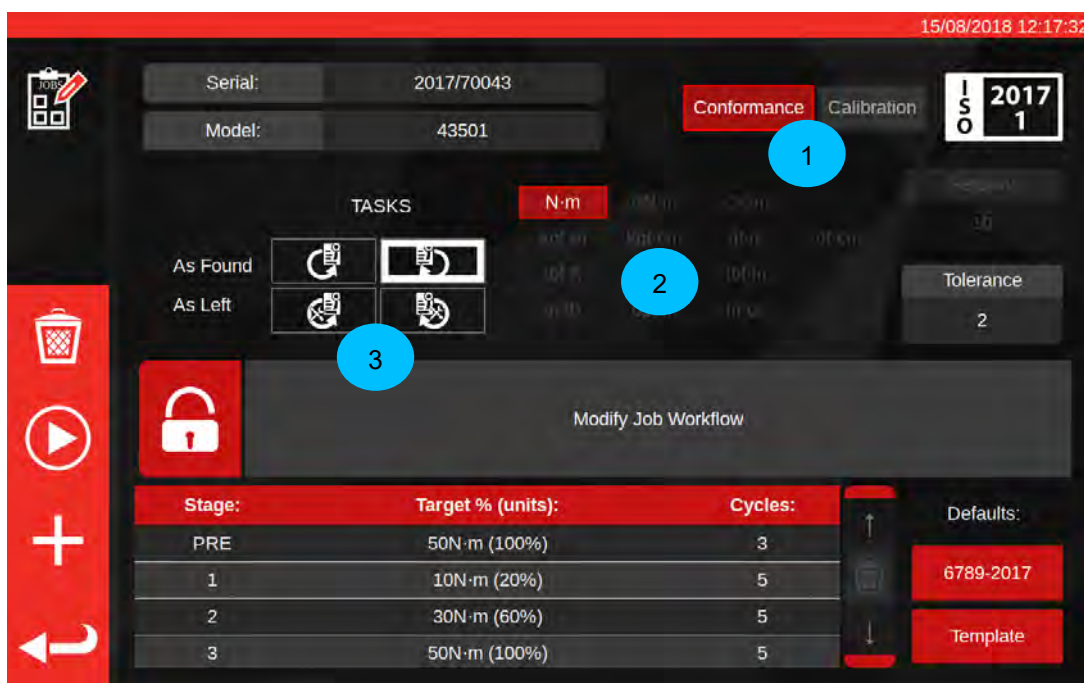 15/08/2018 12:17:32
JOBS
Serial: 2017/70043
Model: 43501
Conformance Calibration
ISO 2017 1
1
TASKS
N·m
2
As Found
As Left
3
Tolerance
2
Modify Job Workflow
Stage: Target % (units): Cycles:
PRE 50N·m (100%) 3
1 10N·m (20%) 5
2 30N·m (60%) 5
3 50N·m (100%) 5
Defaults:
6789-2017
Template